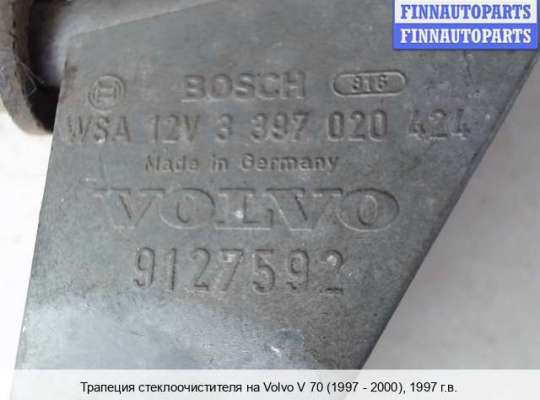 FINNAUTOPARTS
FINNAUTOPARTS
BOSCH 316
WSA 12V 3 397 020 424
Made in Germany
VOLVO
9127592
Трапеция стеклоочистителя на Volvo V 70 (1997 - 2000), 1997 г.в.